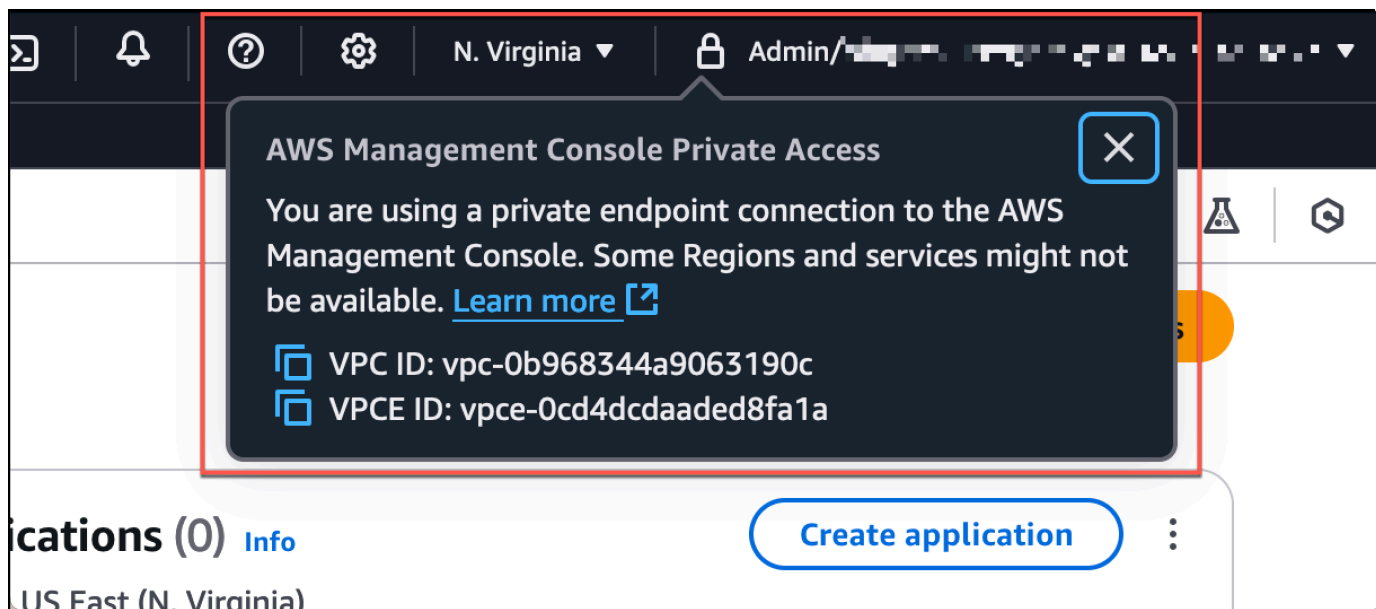 N. Virginia
Admin/
AWS Management Console Private Access
You are using a private endpoint connection to the AWS
Management Console. Some Regions and services might not
be available. Learn more
VPC ID: vpc-0b968344a9063190c
VPCE ID: vpce-0cd4dcdaaded8fa1a
ications (0) Info
Create application
US East (N. Virginia)